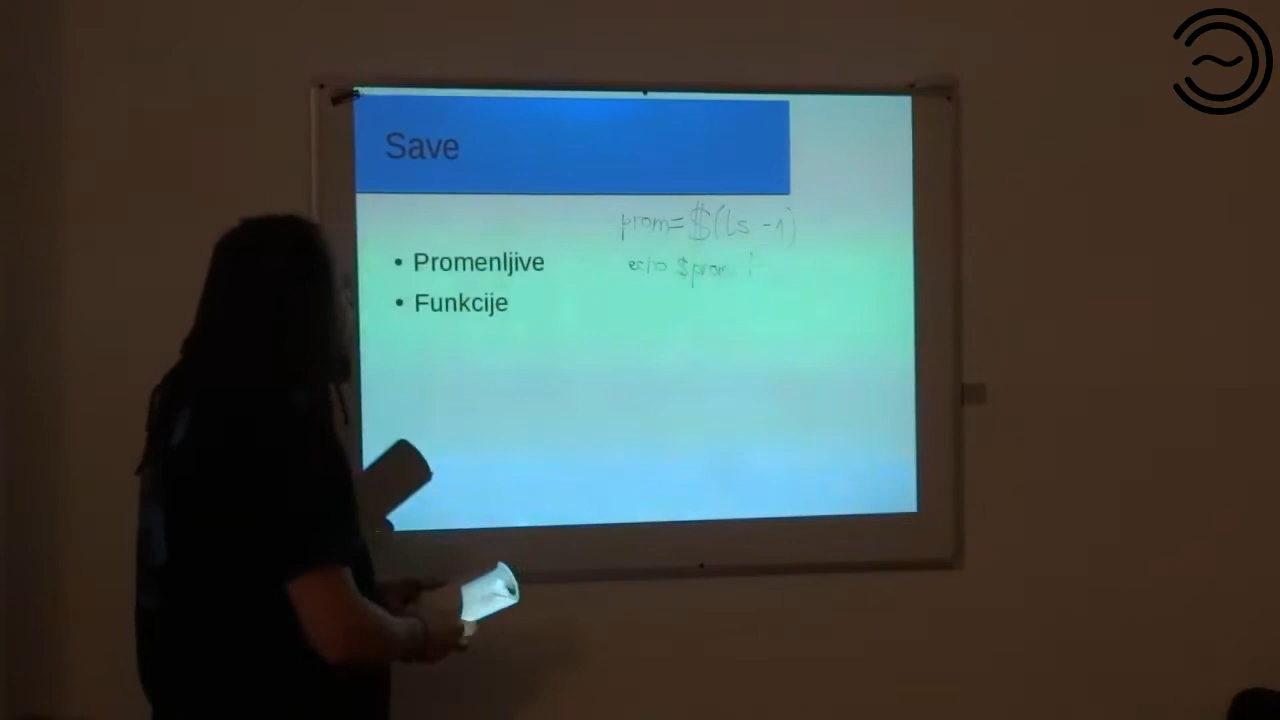 Save
prom=$(ls -1)
echo $prom |
• Promenljive
• Funkcije